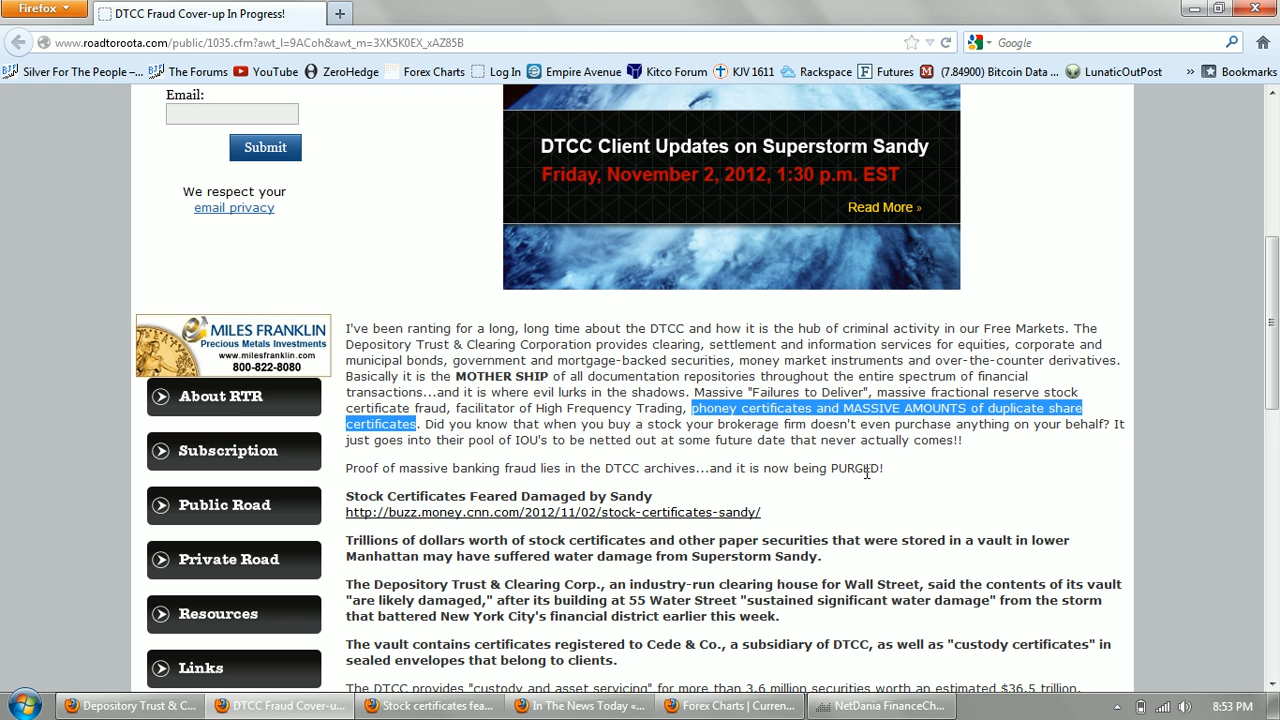 Firefox
DTCC Fraud Cover-up In Progress!
www.roadtoroota.com/public/1025.cfm?awt_l=9ACoh&awt_m=3XK5K0EX_xAZ85B
Google
Silver For The People –...
The Forums
YouTube
ZeroHedge
Forex Charts
Log In
Empire Avenue
Kitco Forum
KJV 1611
Rackspace
Futures
(7.84900) Bitcoin Data ...
LunaticOutPost
»
Bookmarks
Email:
Submit
We respect your
email privacy
DTCC Client Updates on Superstorm Sandy
Friday, November 2, 2012, 1:30 p.m. EST
Read More »
MILES FRANKLIN
Precious Metals Investments
www.milesfranklin.com
800-822-8080
About RTR
Subscription
Public Road
Private Road
Resources
Links
I've been ranting for a long, long time about the DTCC and how it is the hub of criminal activity in our Free Markets. The
Depository Trust & Clearing Corporation provides clearing, settlement and information services for equities, corporate and
municipal bonds, government and mortgage-backed securities, money market instruments and over-the-counter derivatives.
Basically it is the MOTHER SHIP of all documentation repositories throughout the entire spectrum of financial
transactions...and it is where evil lurks in the shadows. Massive "Failures to Deliver", massive fractional reserve stock
certificate fraud, facilitator of High Frequency Trading, phoney certificates and MASSIVE AMOUNTS of duplicate share
certificates. Did you know that when you buy a stock your brokerage firm doesn't even purchase anything on your behalf? It
just goes into their pool of IOU's to be netted out at some future date that never actually comes!!
Proof of massive banking fraud lies in the DTCC archives...and it is now being PURGED!
Stock Certificates Feared Damaged by Sandy
http://buzz.money.cnn.com/2012/11/02/stock-certificates-sandy/
Trillions of dollars worth of stock certificates and other paper securities that were stored in a vault in lower
Manhattan may have suffered water damage from Superstorm Sandy.
The Depository Trust & Clearing Corp., an industry-run clearing house for Wall Street, said the contents of its vault
"are likely damaged," after its building at 55 Water Street "sustained significant water damage" from the storm
that battered New York City's financial district earlier this week.
The vault contains certificates registered to Cede & Co., a subsidiary of DTCC, as well as "custody certificates" in
sealed envelopes that belong to clients.
The DTCC provides "custody and asset servicing" for more than 3.6 million securities worth an estimated $36.5 trillion,
Depository Trust & C...
DTCC Fraud Cover-u...
Stock certificates fea...
In The News Today «...
Forex Charts | Curren...
NetDania FinanceCh...
8:53 PM